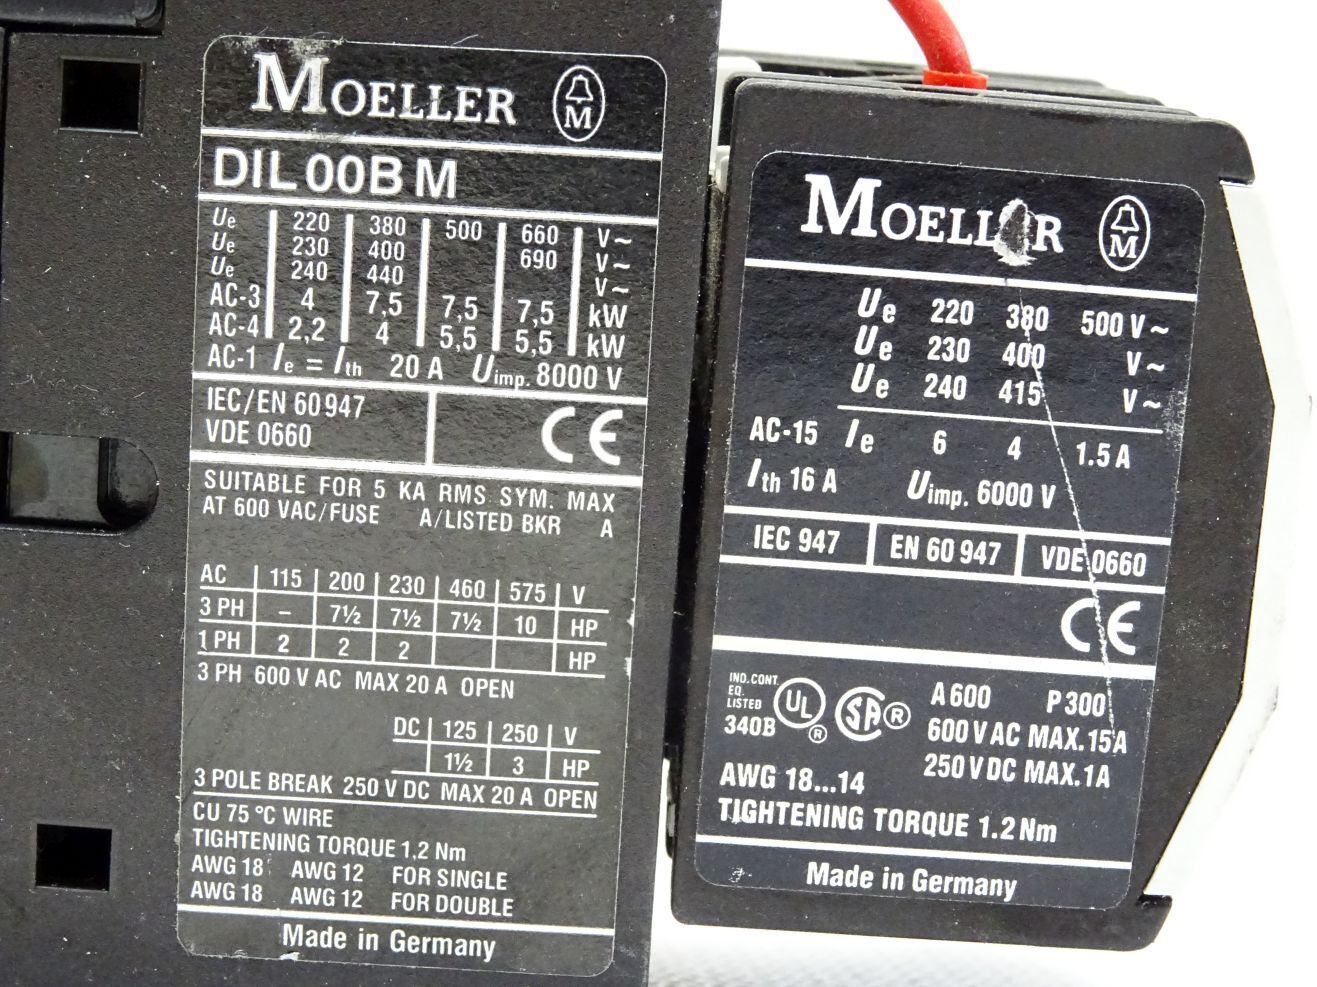 MOELLER
M
DIL 00B M
Ue 220 380 500 660 V~
Ue 230 400 690 V~
Ue 240 440 V~
AC-3 4 7,5 7,5 7,5 kW
AC-4 2,2 4 5,5 5,5 kW
AC-1 Ie = Ith 20 A Uimp. 8000 V
IEC/EN 60947
VDE 0660
CE
SUITABLE FOR 5 KA RMS SYM. MAX
AT 600 VAC/FUSE A/LISTED BKR A
AC 115 200 230 460 575 V
3 PH – 7½ 7½ 7½ 10 HP
1 PH 2 2 2 HP
3 PH 600 V AC MAX 20 A OPEN
DC 125 250 V
1½ 3 HP
3 POLE BREAK 250 V DC MAX 20 A OPEN
CU 75 °C WIRE
TIGHTENING TORQUE 1,2 Nm
AWG 18 AWG 12 FOR SINGLE
AWG 18 AWG 12 FOR DOUBLE
Made in Germany
MOELLER
M
Ue 220 380 500 V~
Ue 230 400 V~
Ue 240 415 V~
AC-15 Ie 6 4 1.5 A
Ith 16 A Uimp. 6000 V
IEC 947 EN 60 947 VDE 0660
CE
IND.CONT.
EQ.
LISTED
340B
UL ®
SA ®
A 600 P 300
600 V AC MAX. 15A
250 V DC MAX. 1A
AWG 18...14
TIGHTENING TORQUE 1.2 Nm
Made in Germany